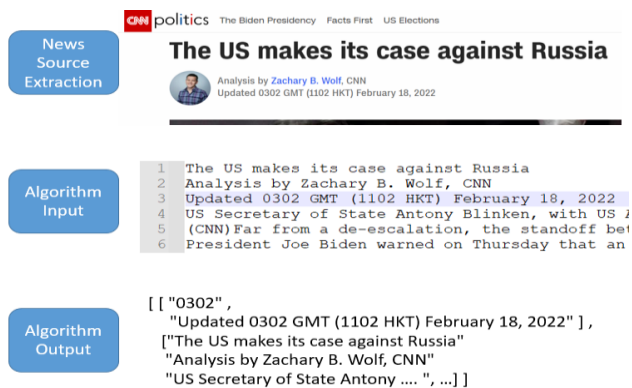 CNN politics The Biden Presidency Facts First US Elections
News
Source
Extraction
The US makes its case against Russia
Analysis by Zachary B. Wolf, CNN
Updated 0302 GMT (1102 HKT) February 18, 2022
Algorithm
Input
1 The US makes its case against Russia
2 Analysis by Zachary B. Wolf, CNN
3 Updated 0302 GMT (1102 HKT) February 18, 2022
4 US Secretary of State Antony Blinken, with US A
5 (CNN)Far from a de-escalation, the standoff bet
6 President Joe Biden warned on Thursday that an
Algorithm
Output
[ [ "0302" ,
"Updated 0302 GMT (1102 HKT) February 18, 2022" ] ,
["The US makes its case against Russia"
"Analysis by Zachary B. Wolf, CNN"
"US Secretary of State Antony .... ", ...] ]